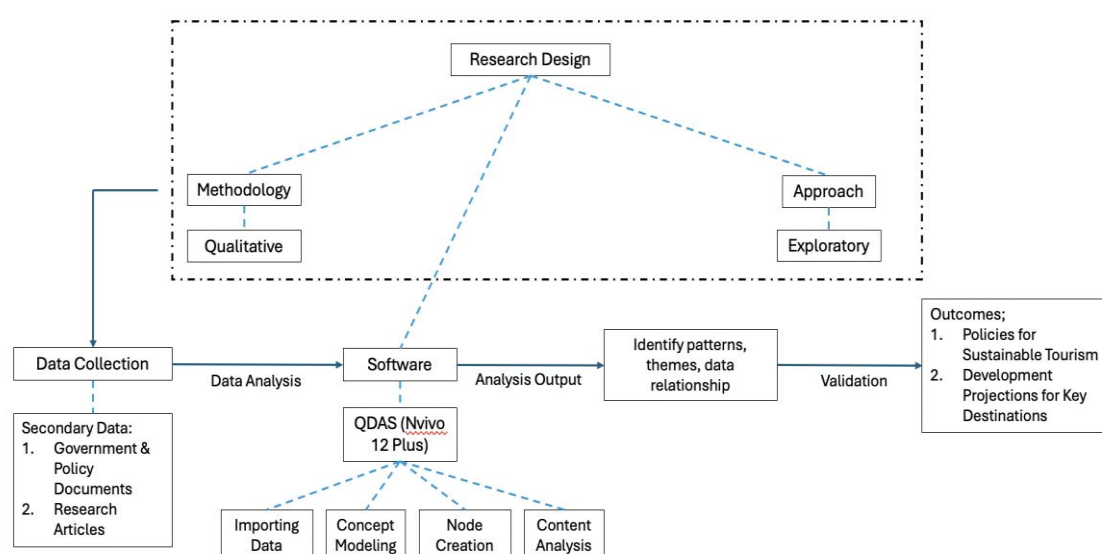 Research Design
Methodology
Approach
Qualitative
Exploratory
Data Collection
Data Analysis
Software
Analysis Output
Identify patterns,
themes, data
relationship
Validation
Outcomes;
1. Policies for
Sustainable Tourism
2. Development
Projections for Key
Destinations
Secondary Data:
1. Government &
Policy
Documents
2. Research
Articles
QDAS (Nvivo
12 Plus)
Importing
Data
Concept
Modeling
Node
Creation
Content
Analysis